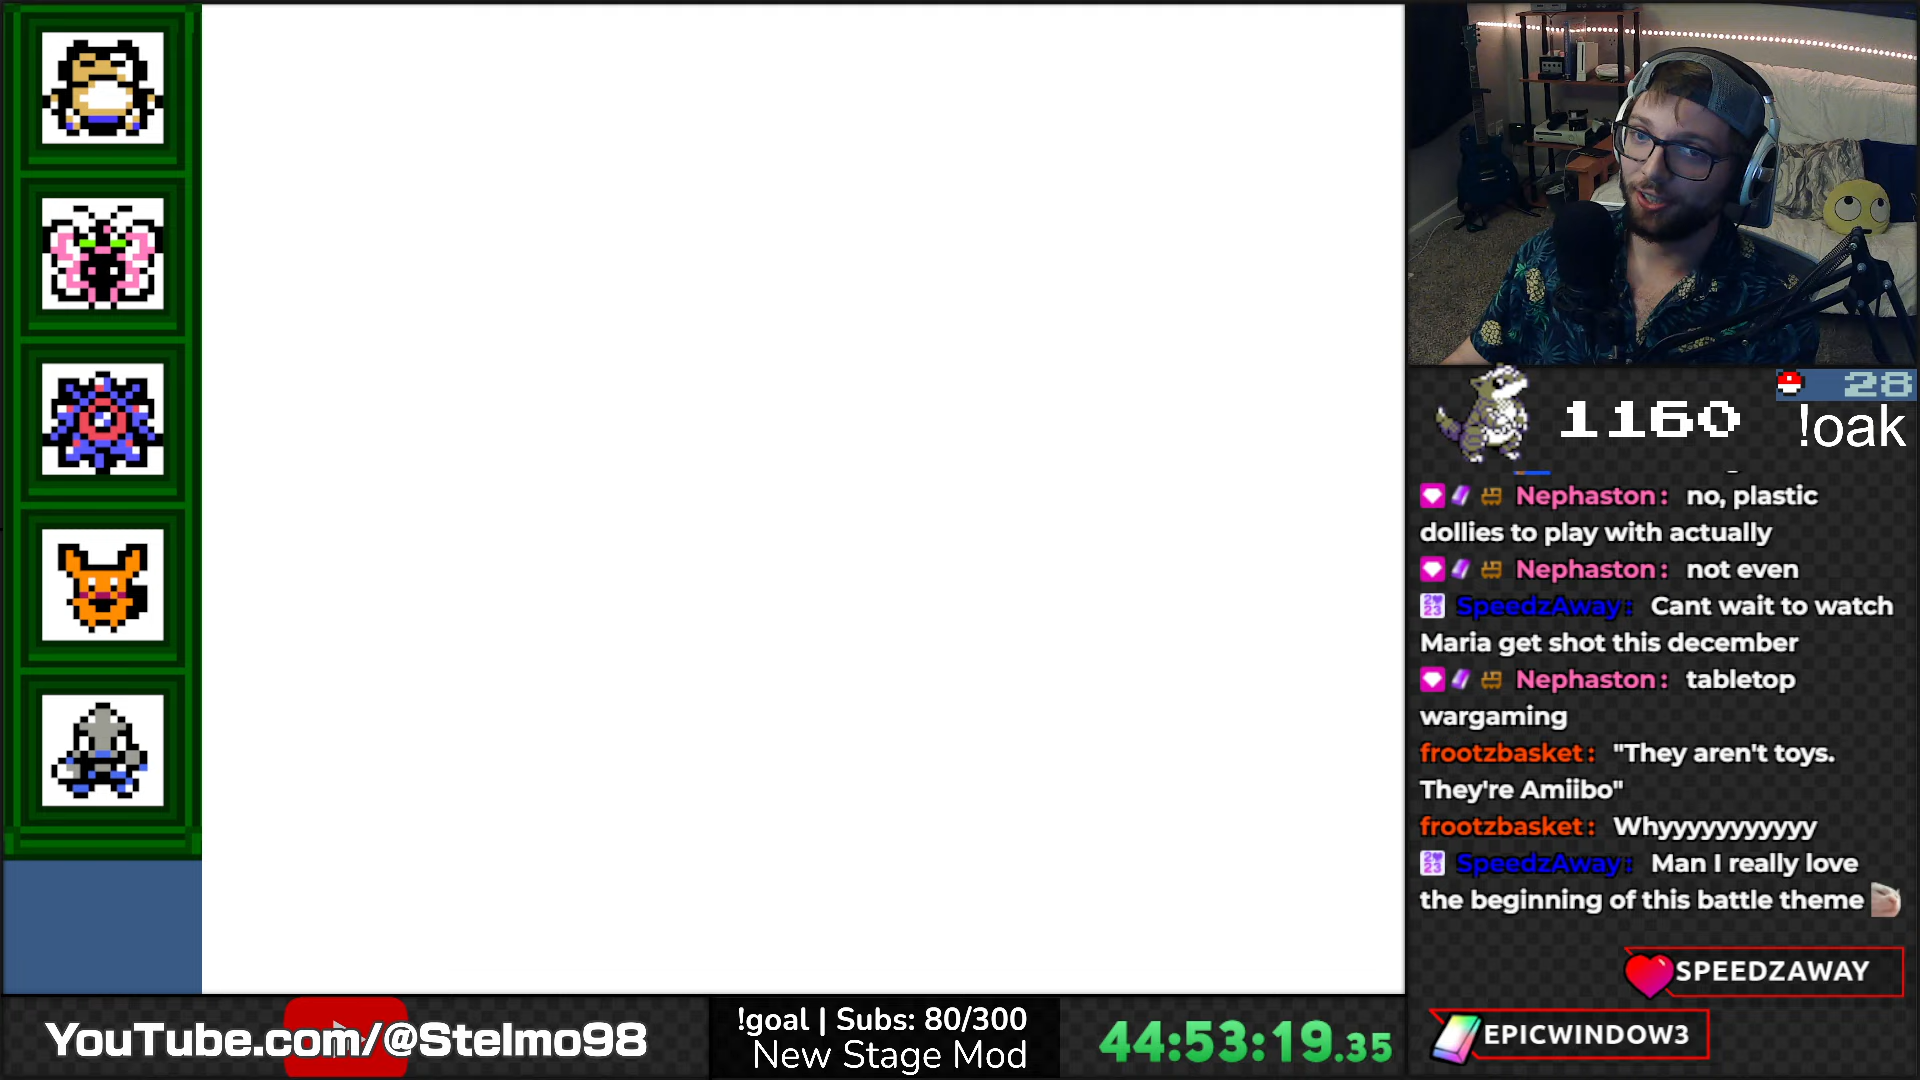 28
1160
!oak
Nephaston: no, plastic
dollies to play with actually
Nephaston: not even
SpeedzAway: Cant wait to watch
Maria get shot this december
Nephaston: tabletop
wargaming
frootzbasket: "They aren't toys.
They're Amiibo"
frootzbasket: Whyyyyyyyyyyy
SpeedzAway: Man I really love
the beginning of this battle theme
SPEEDZAWAY
EPICWINDOW3
YouTube.com/@Stelmo98
!goal | Subs: 80/300
New Stage Mod
44:53:19.35